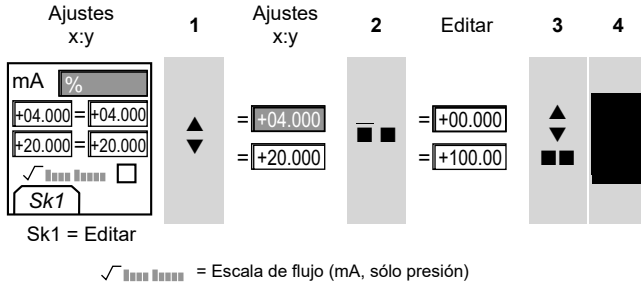 Ajustes x:y
1
Ajustes x:y
2
Editar
3
4
mA %
+04.000 = +04.000
+20.000 = +20.000
√
Sk1
= +04.000
= +20.000
= +00.000
= +100.00
Sk1 = Editar
√ = Escala de flujo (mA, sólo presión)